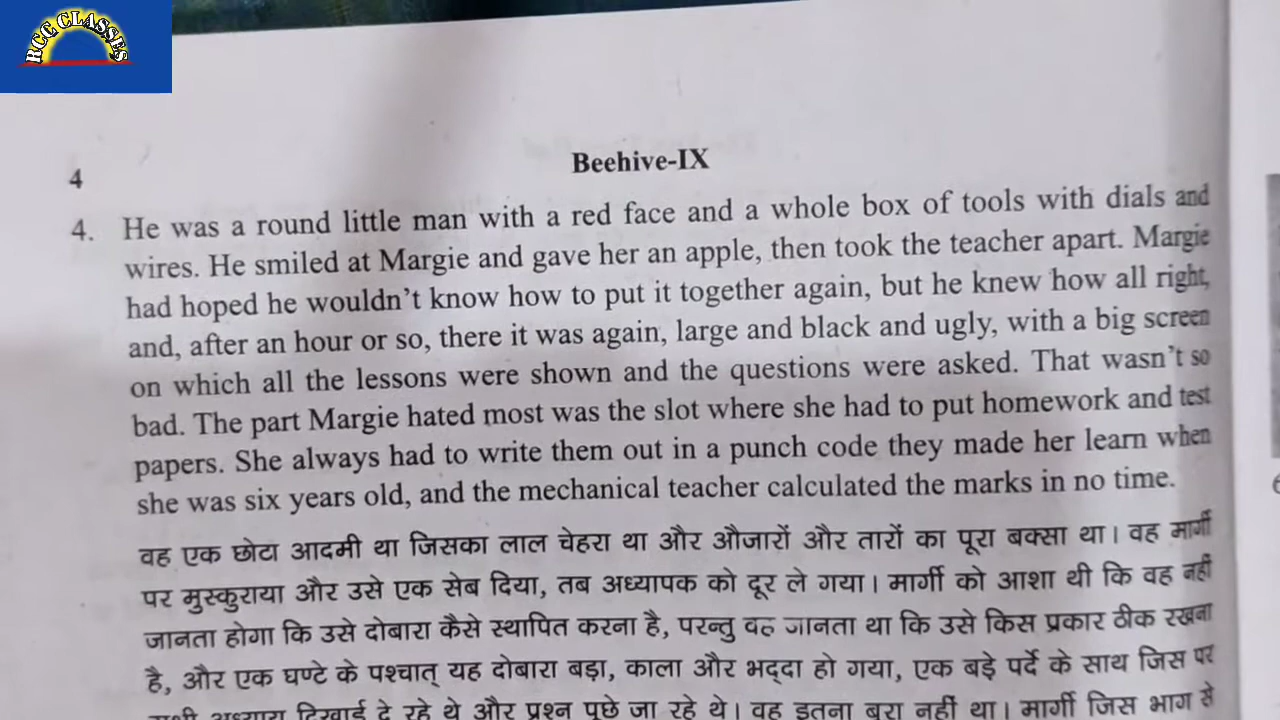 RCC CLASSES
Beehive-IX
4
4. He was a round little man with a red face and a whole box of tools with dials and
wires. He smiled at Margie and gave her an apple, then took the teacher apart. Margie
had hoped he wouldn't know how to put it together again, but he knew how all right,
and, after an hour or so, there it was again, large and black and ugly, with a big screen
on which all the lessons were shown and the questions were asked. That wasn't so
bad. The part Margie hated most was the slot where she had to put homework and test
papers. She always had to write them out in a punch code they made her learn when
she was six years old, and the mechanical teacher calculated the marks in no time.
वह एक छोटा आदमी था जिसका लाल चेहरा था और औजारों और तारों का पूरा बक्सा था। वह मार्गी
पर मुस्कुराया और उसे एक सेब दिया, तब अध्यापक को दूर ले गया। मार्गी को आशा थी कि वह नहीं
जानता होगा कि उसे दोबारा कैसे स्थापित करना है, परन्तु वह जानता था कि उसे किस प्रकार ठीक रखना
है, और एक घण्टे के पश्चात् यह दोबारा बड़ा, काला और भद्दा हो गया, एक बड़े पर्दे के साथ जिस पर
सभी अध्याय दिखाई दे रहे थे और प्रश्न पूछे जा रहे थे। वह इतना बुरा नहीं था। मार्गी जिस भाग से